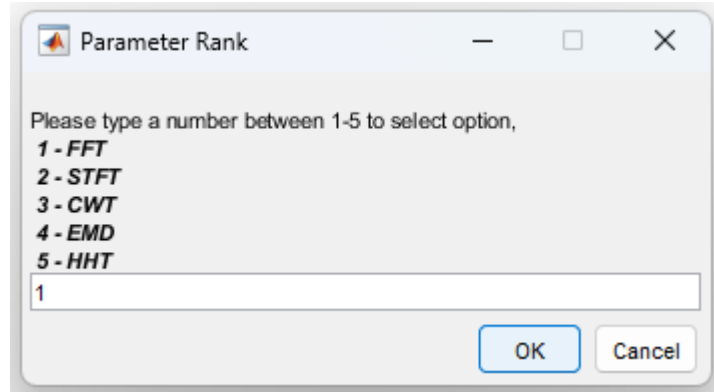 Parameter Rank
Please type a number between 1-5 to select option,
1 - FFT
2 - STFT
3 - CWT
4 - EMD
5 - HHT
1
OK Cancel